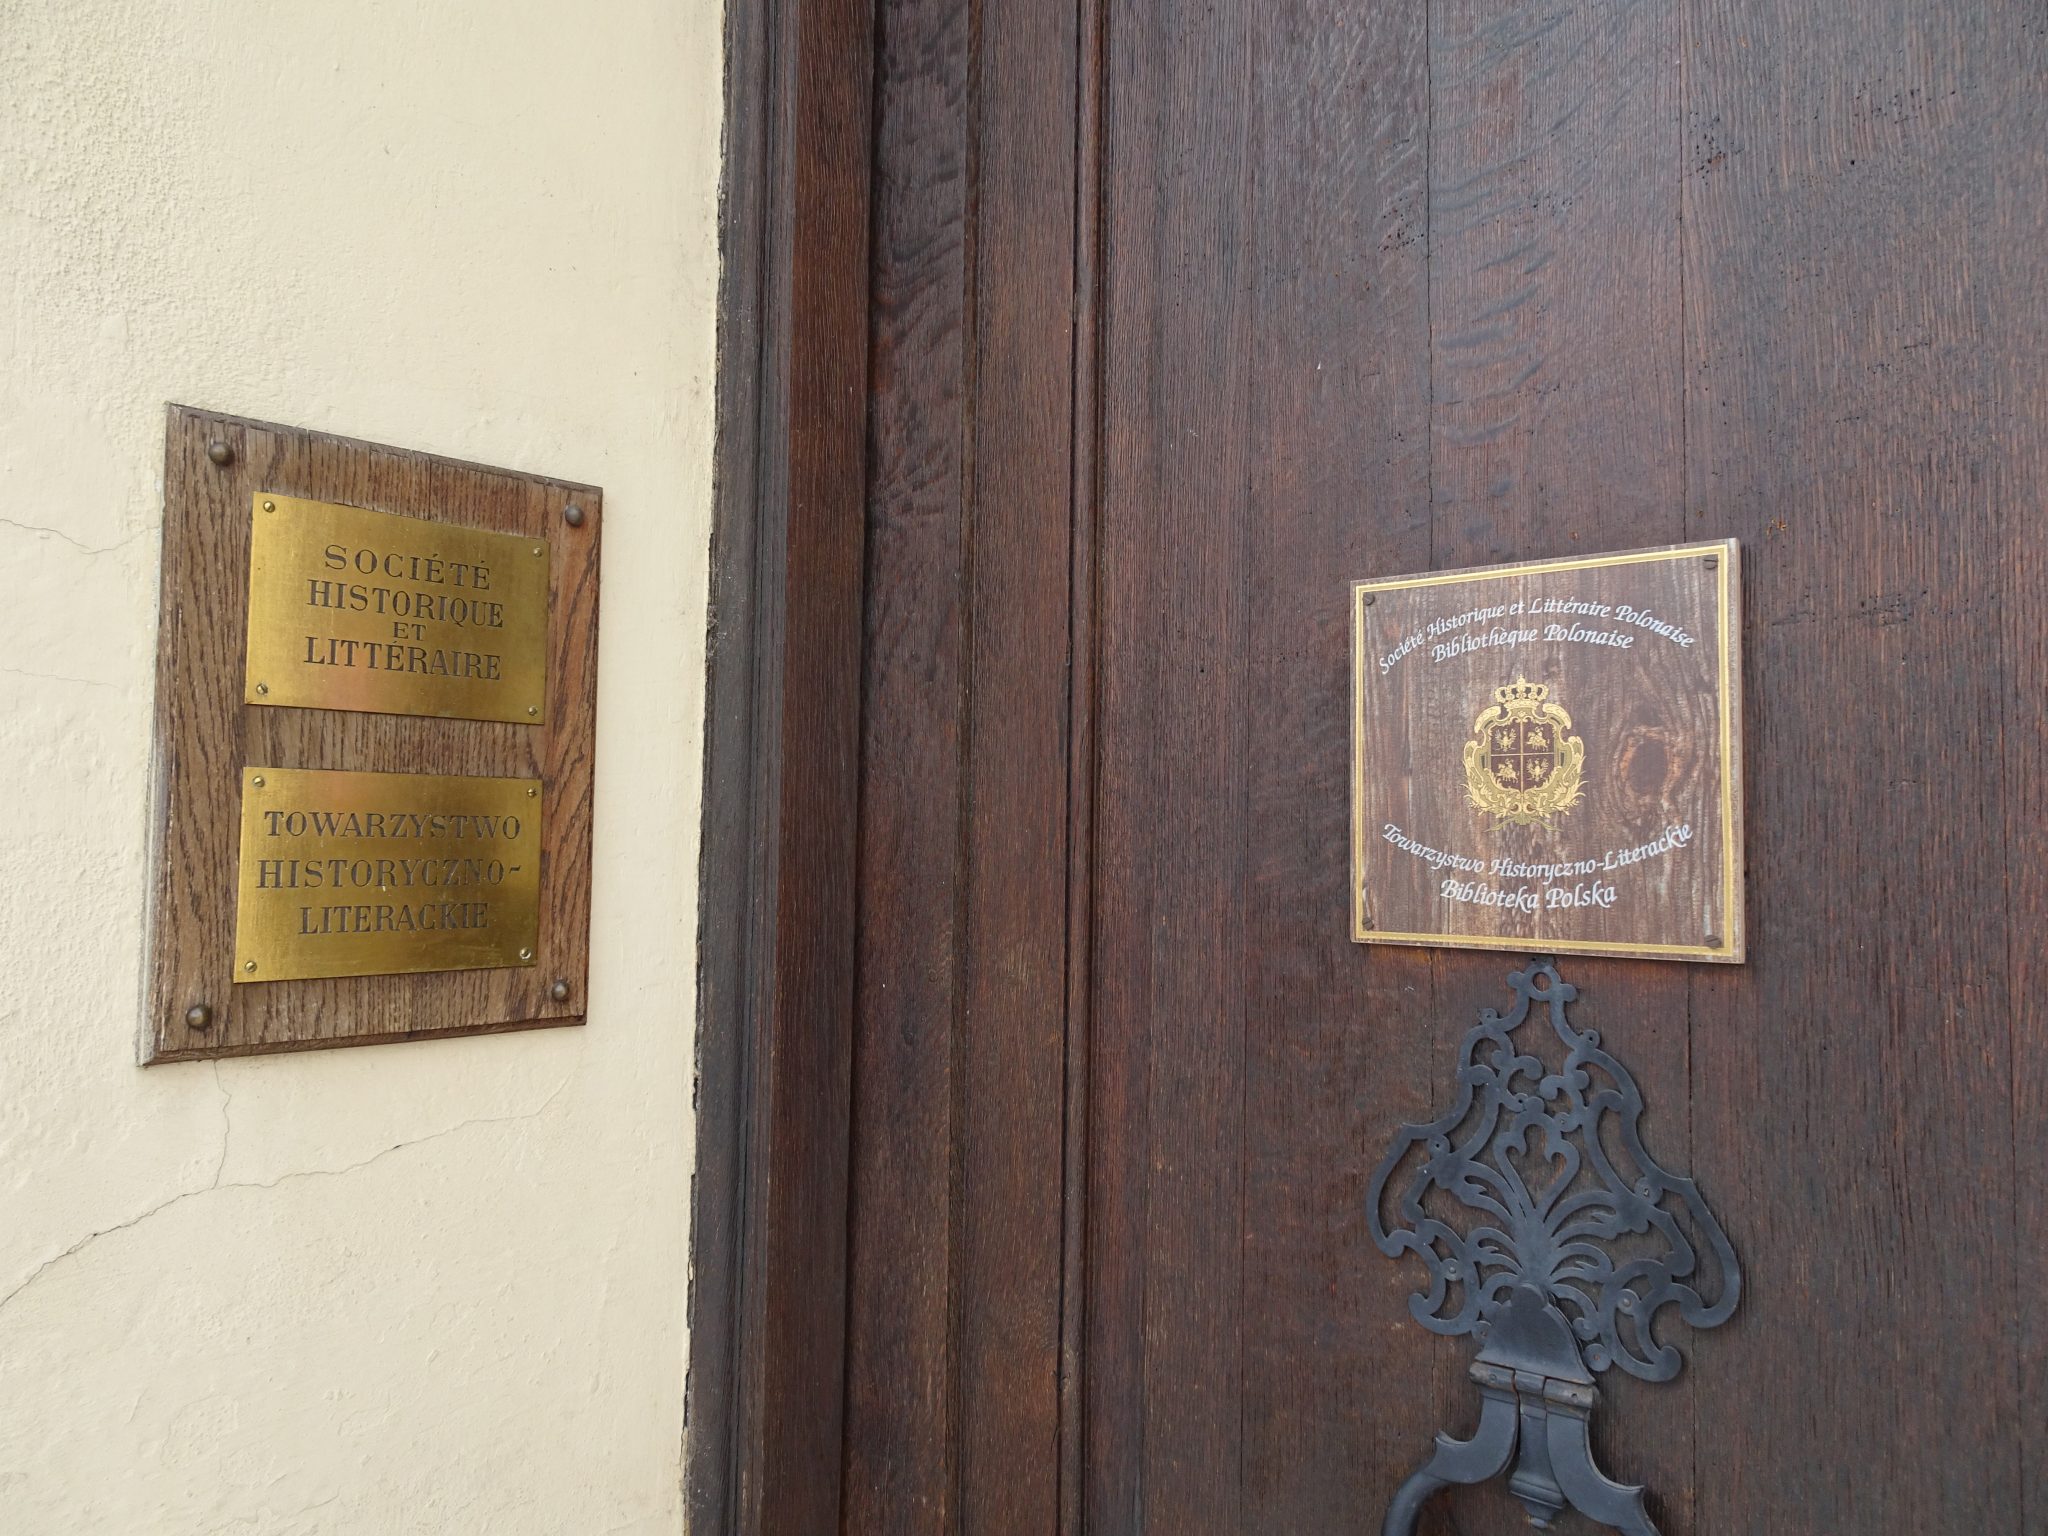 SOCIÉTÉ
HISTORIQUE
ET
LITTÉRAIRE
TOWARZYSTWO
HISTORYCZNO-
LITERACKIE
Société Historique et Littéraire Polonaise
Bibliothèque Polonaise
Towarzystwo Historyczno-Literackie
Biblioteka Polska